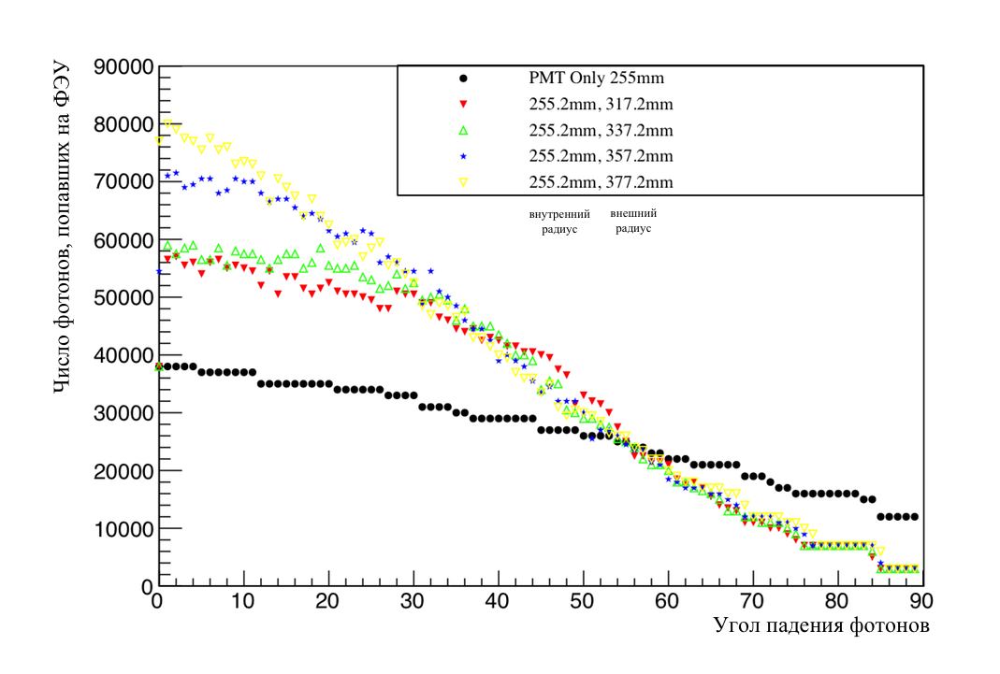 Число фотонов, попавших на ФЭУ
90000
80000
70000
60000
50000
40000
30000
20000
10000
0
PMT Only 255mm
255.2mm, 317.2mm
255.2mm, 337.2mm
255.2mm, 357.2mm
255.2mm, 377.2mm
внутренний радиус
внешний радиус
0 10 20 30 40 50 60 70 80 90
Угол падения фотонов